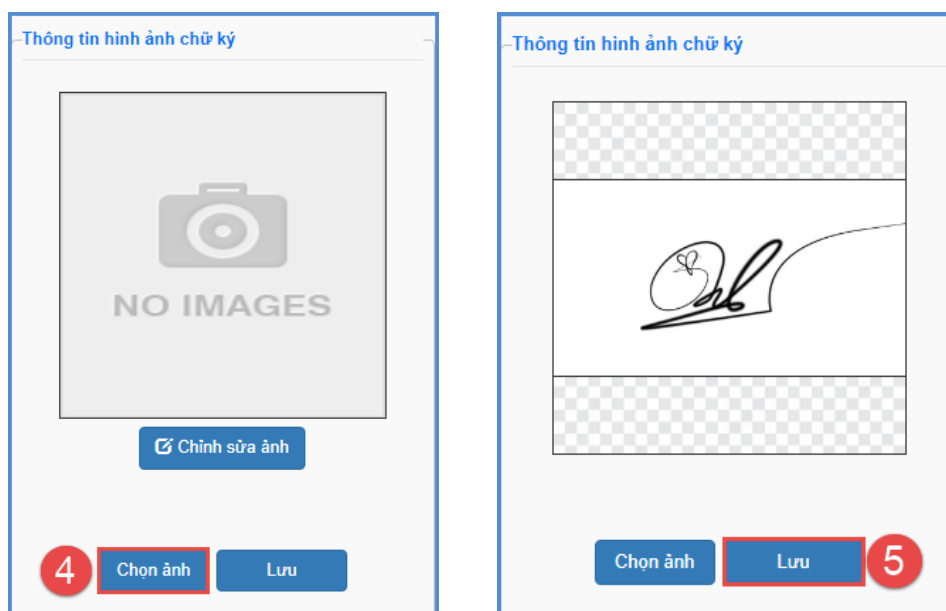 Thông tin hình ảnh chữ ký
NO IMAGES
Chỉnh sửa ảnh
4
Chọn ảnh
Lưu
Thông tin hình ảnh chữ ký
Chọn ảnh
Lưu
5